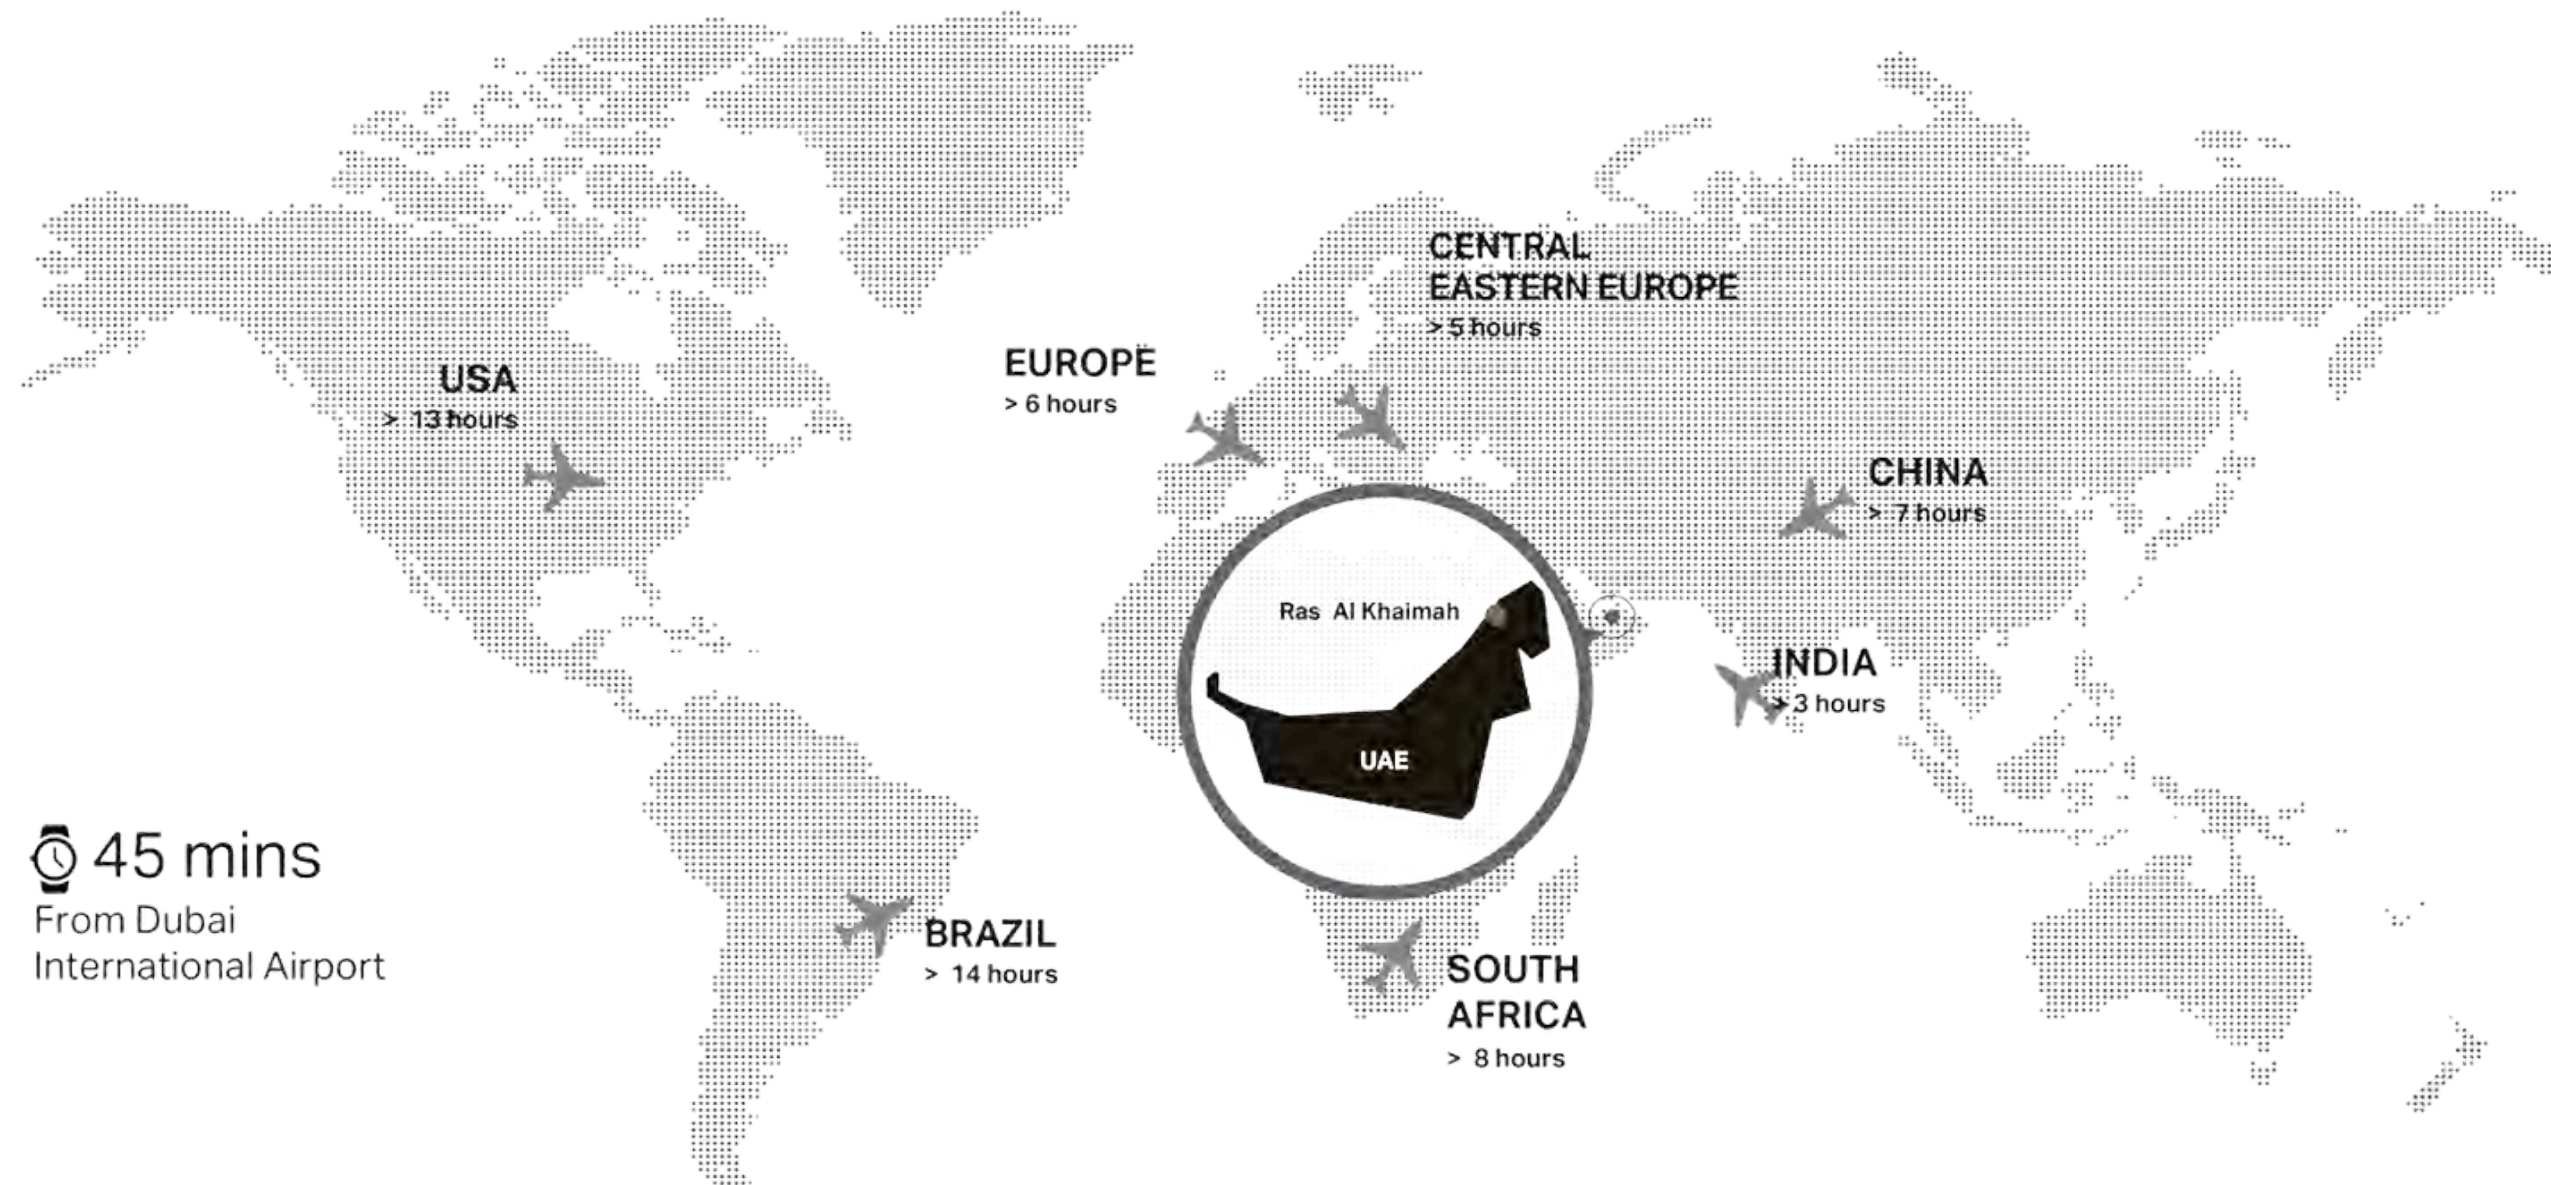 CENTRAL
EASTERN EUROPE
> 5 hours
EUROPE
> 6 hours
USA
> 13 hours
CHINA
> 7 hours
Ras Al Khaimah
INDIA
> 3 hours
UAE
45 mins
From Dubai
International Airport
BRAZIL
> 14 hours
SOUTH
AFRICA
> 8 hours